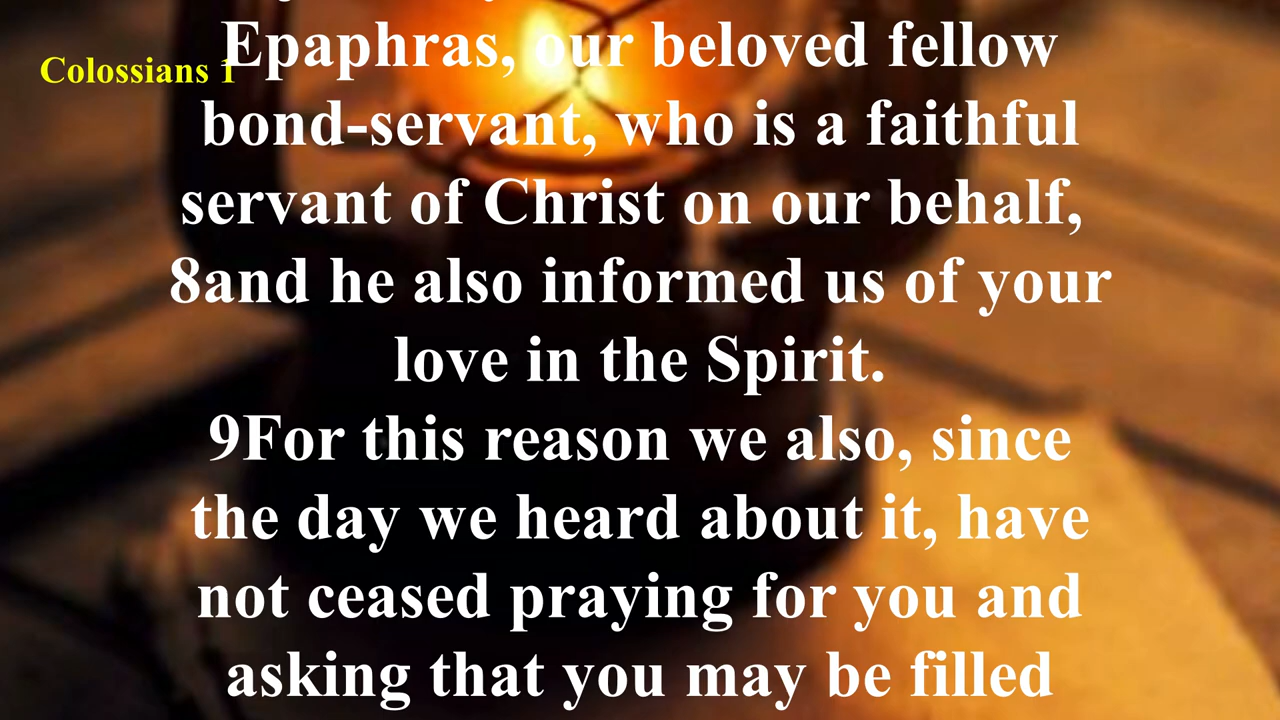 Colossians 1
Epaphras, our beloved fellow
bond-servant, who is a faithful
servant of Christ on our behalf,
8and he also informed us of your
love in the Spirit.
9For this reason we also, since
the day we heard about it, have
not ceased praying for you and
asking that you may be filled